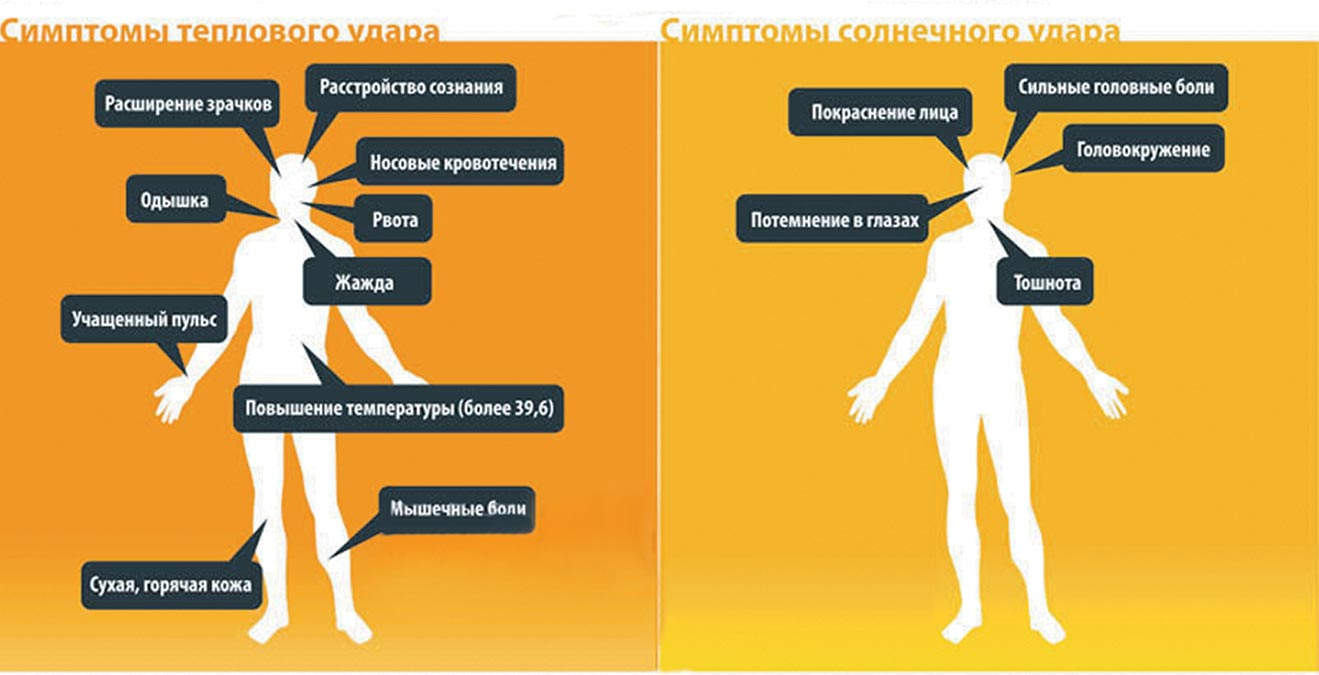 Симптомы теплового удара
Расширение зрачков
Расстройство сознания
Носовые кровотечения
Одышка
Рвота
Жажда
Учащенный пульс
Повышение температуры (более 39,6)
Мышечные боли
Сухая, горячая кожа
Симптомы солнечного удара
Покраснение лица
Сильные головные боли
Головокружение
Потемнение в глазах
Тошнота